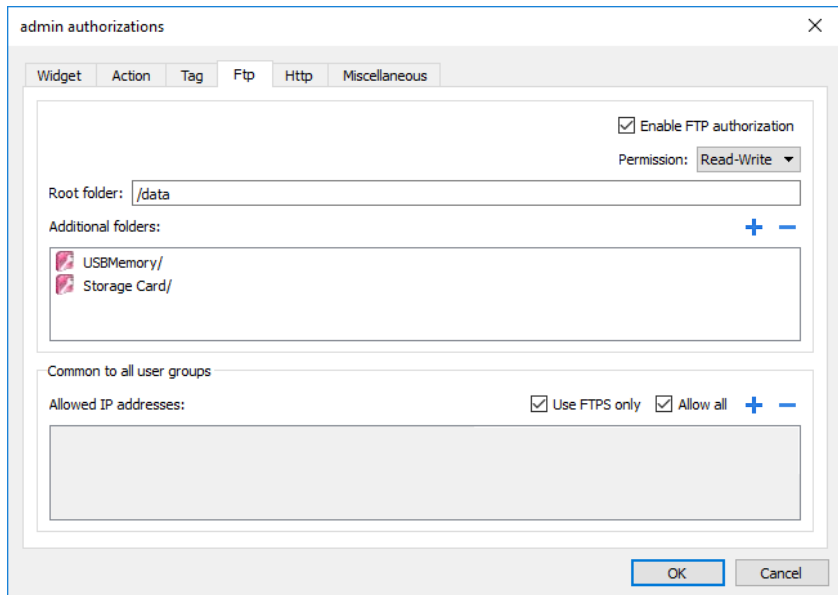 admin authorizations
Widget Action Tag Ftp Http Miscellaneous
Enable FTP authorization
Permission: Read-Write
Root folder: /data
Additional folders:
USBMemory/
Storage Card/
Common to all user groups
Allowed IP addresses: Use FTPS only Allow all
OK Cancel